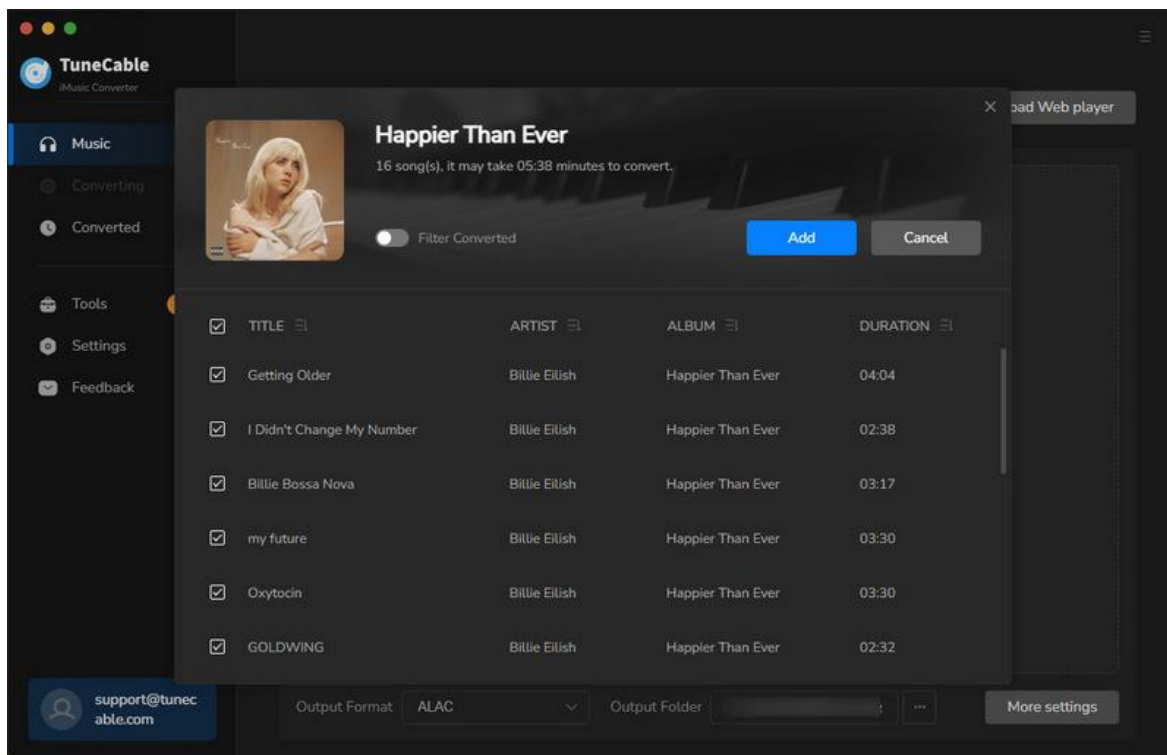 TuneCable
iMusic Converter
Music
Converting
Converted
Tools
Settings
Feedback
support@tunec
able.com
oad Web player
Happier Than Ever
16 song(s), it may take 05:38 minutes to convert.
Filter Converted
Add
Cancel
TITLE ARTIST ALBUM DURATION
Getting Older Billie Eilish Happier Than Ever 04:04
I Didn't Change My Number Billie Eilish Happier Than Ever 02:38
Billie Bossa Nova Billie Eilish Happier Than Ever 03:17
my future Billie Eilish Happier Than Ever 03:30
Oxytocin Billie Eilish Happier Than Ever 03:30
GOLDWING Billie Eilish Happier Than Ever 02:32
Output Format ALAC Output Folder ... More settings